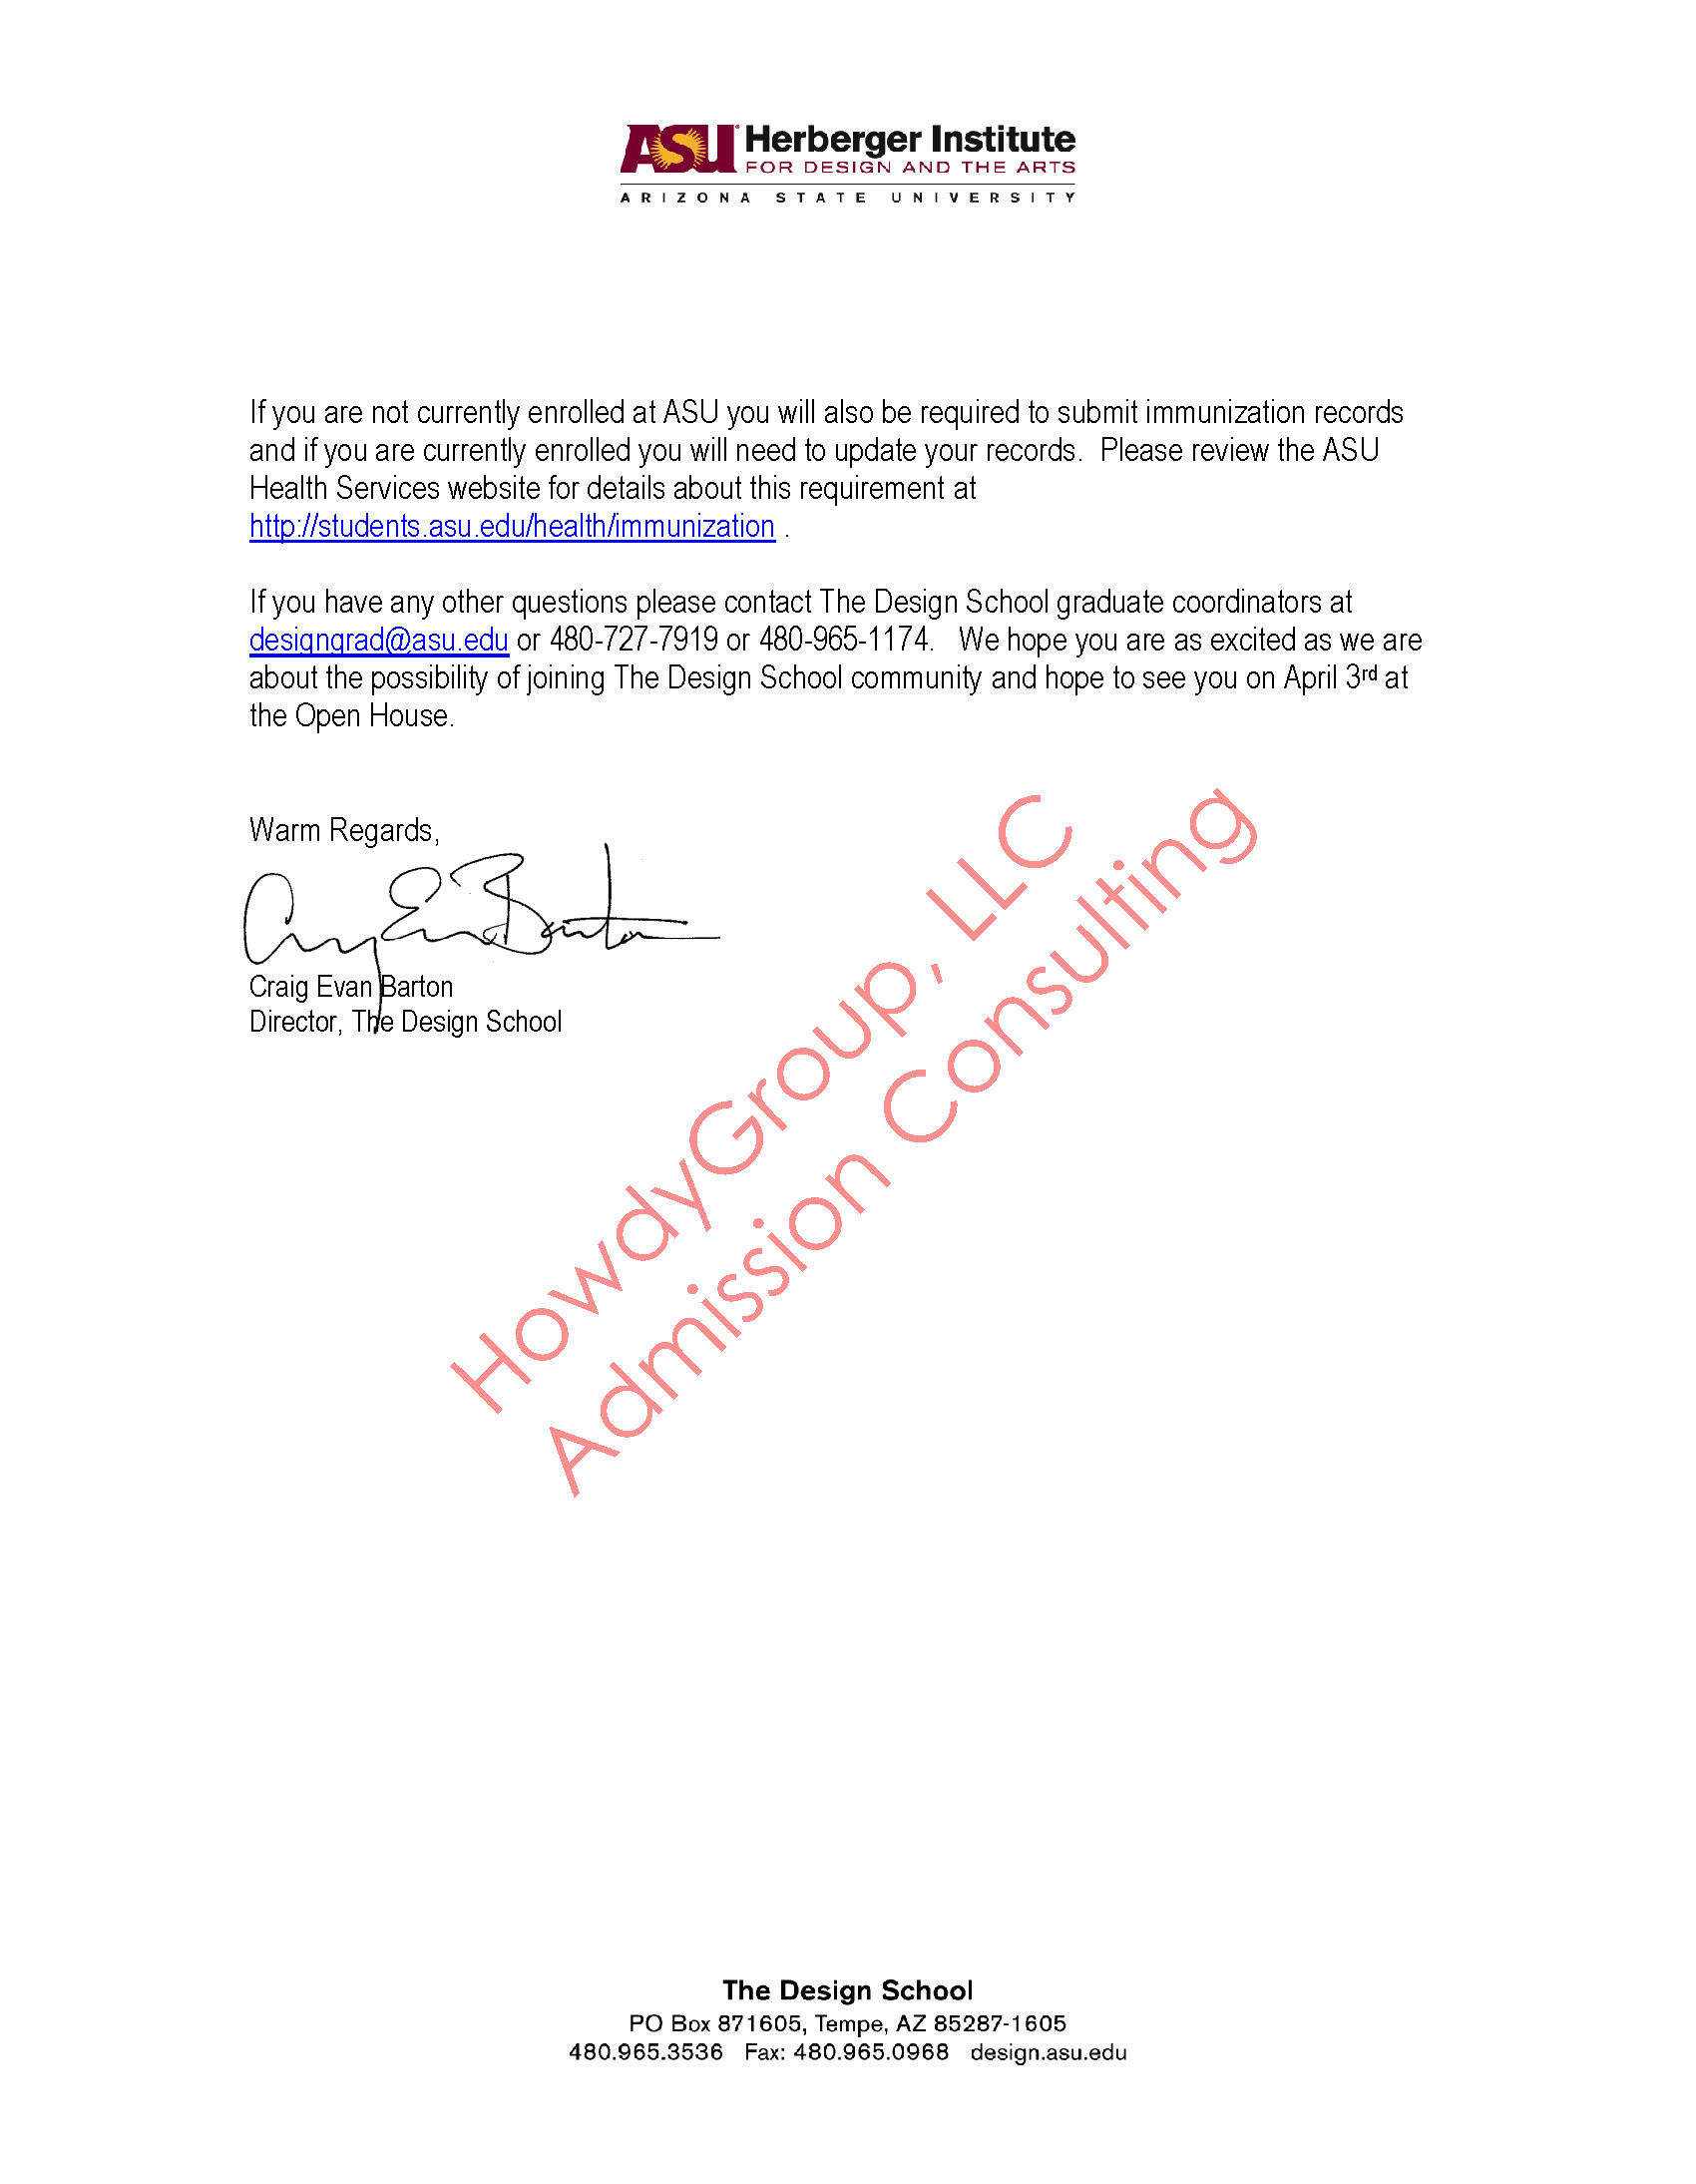 ASU Herberger Institute
FOR DESIGN AND THE ARTS
ARIZONA STATE UNIVERSITY
If you are not currently enrolled at ASU you will also be required to submit immunization records
and if you are currently enrolled you will need to update your records.  Please review the ASU
Health Services website for details about this requirement at
http://students.asu.edu/health/immunization .
If you have any other questions please contact The Design School graduate coordinators at
designgrad@asu.edu or 480-727-7919 or 480-965-1174.   We hope you are as excited as we are
about the possibility of joining The Design School community and hope to see you on April 3rd at
the Open House.
Warm Regards,
Craig Evan Barton
Craig Evan Barton
Director, The Design School
HowdyGroup, LLC
Admission Consulting
The Design School
PO Box 871605, Tempe, AZ 85287-1605
480.965.3536   Fax: 480.965.0968   design.asu.edu